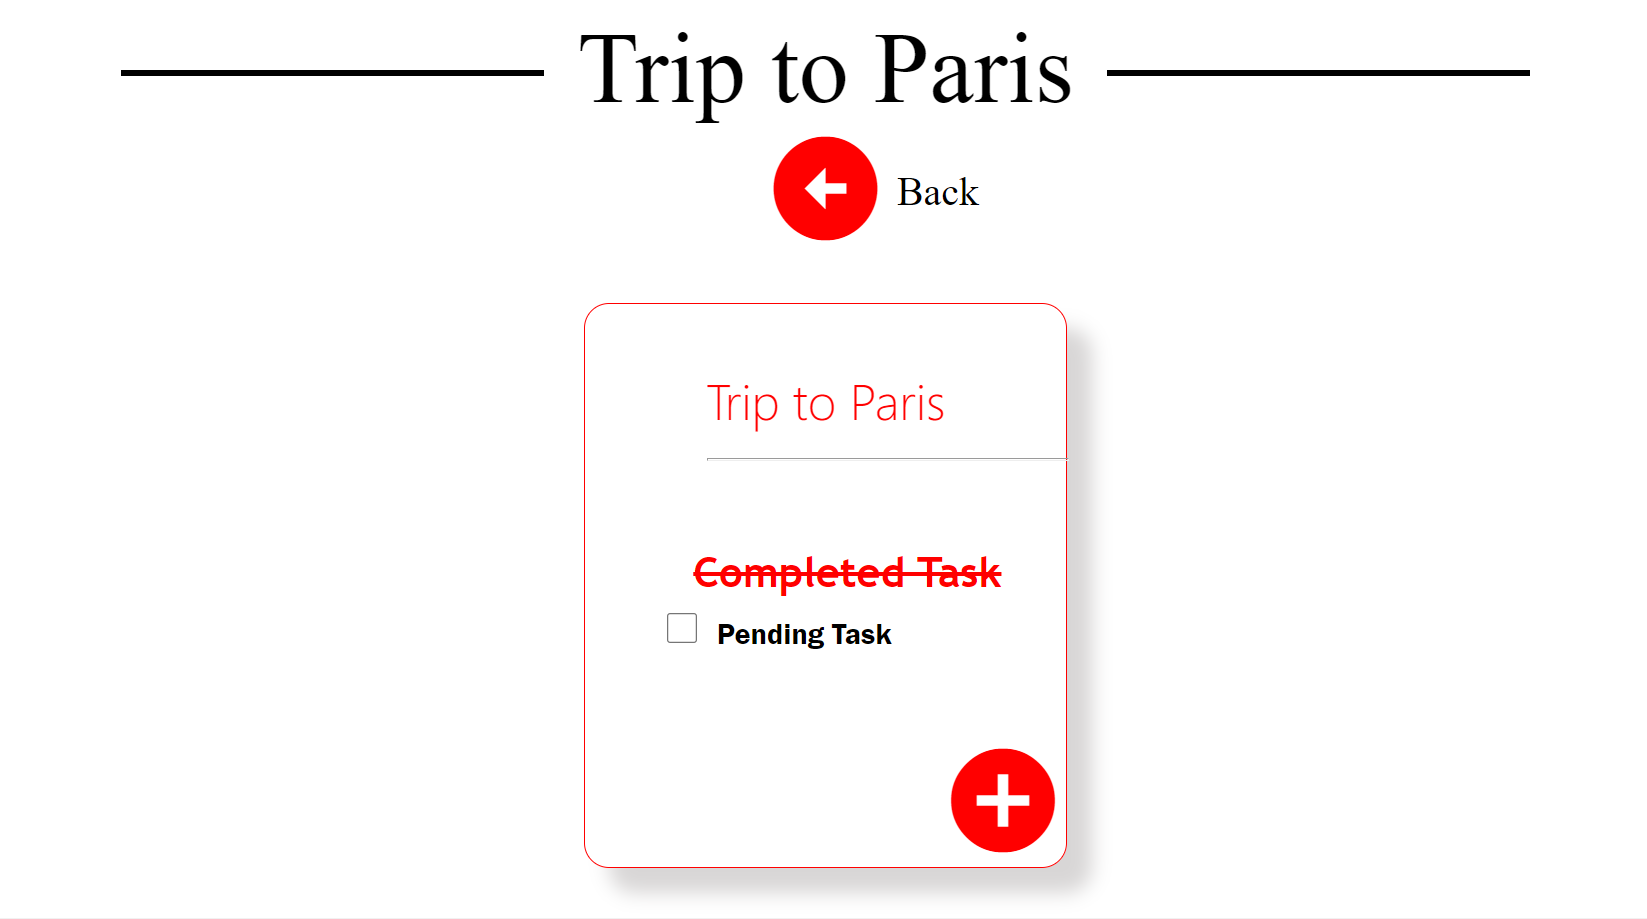 Trip to Paris
Back
Trip to Paris
Completed Task
Pending Task